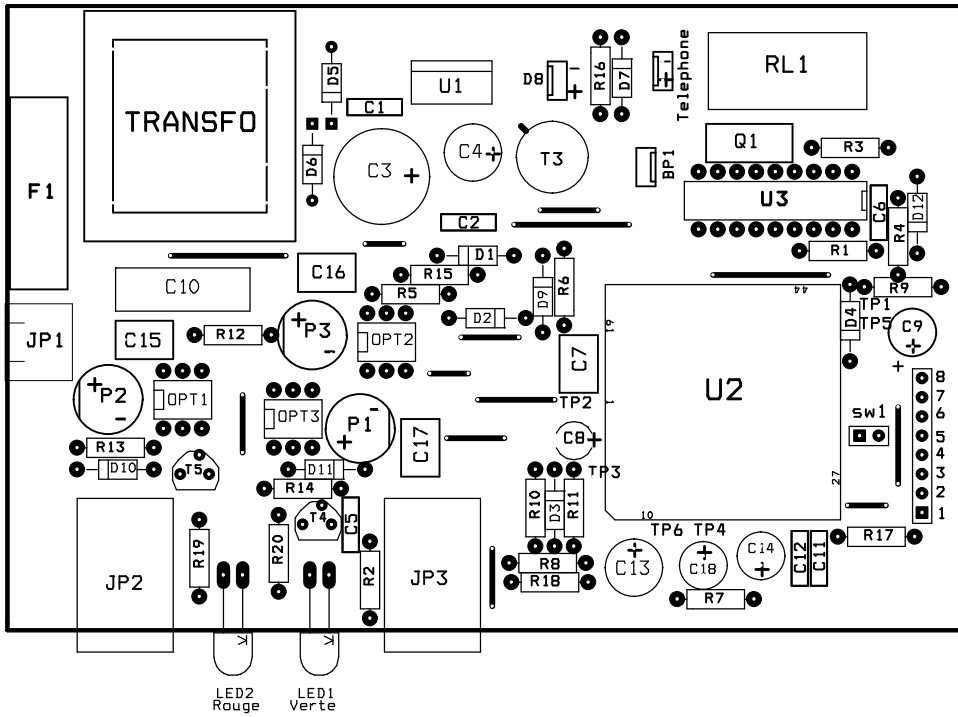 TRANSFO
F1
D5
D6
C1
U1
C3
+
C4
+
D8
-
+
T3
R16
D7
-
+
Telephone
RL1
BP1
Q1
R3
U3
C6
R4
D12
R1
R9
C2
C10
C16
D1
R15
R5
D2
D9
R6
44
TP1
TP5
D4
C9
+
+
JP1
C15
R12
P3
+
-
OPT2
61
C7
TP2
1
U2
P2
+
-
OPT1
OPT3
P1
-
+
C17
C8
+
TP3
sw1
8
7
6
5
4
3
2
1
R13
D10
T5
D11
R14
T4
C5
R10
D3
R11
10
27
TP6 TP4
R17
JP2
R19
R20
R2
JP3
R8
R18
C13
+
C18
+
C14
+
C12
C11
R7
LED2
Rouge
LED1
Verte